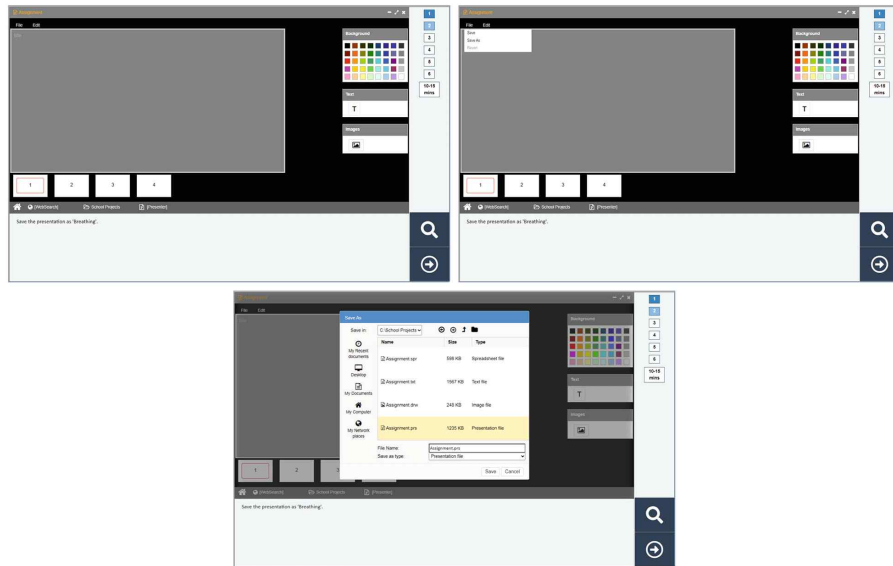 Assignment
File Edit
Title
Background
Text
T
Images
1 2 3 4
(WebSearch) School Projects (Presenter)
Save the presentation as 'Breathing'.
1
2
3
4
5
6
10-15
mins
Assignment
File Edit
Save
Save As
Background
Text
T
Images
1 2 3 4
(WebSearch) School Projects (Presenter)
Save the presentation as 'Breathing'.
1
2
3
4
5
6
10-15
mins
Assignment
File Edit
Title
Save As
Save in: C:\School Projects
Name Size Type
My Recent
documents
Desktop
My Documents
My Computer
My Network
places
Assignment.spr 598 KB Spreadsheet file
Assignment.txt 1567 KB Text file
Assignment.drw 248 KB Image file
Assignment.prs 1235 KB Presentation file
File Name: Assignment.prs
Save as type: Presentation file
Save Cancel
Background
Text
T
Images
1 2
(WebSearch) School Projects (Presenter)
Save the presentation as 'Breathing'.
1
2
3
4
5
6
10-15
mins